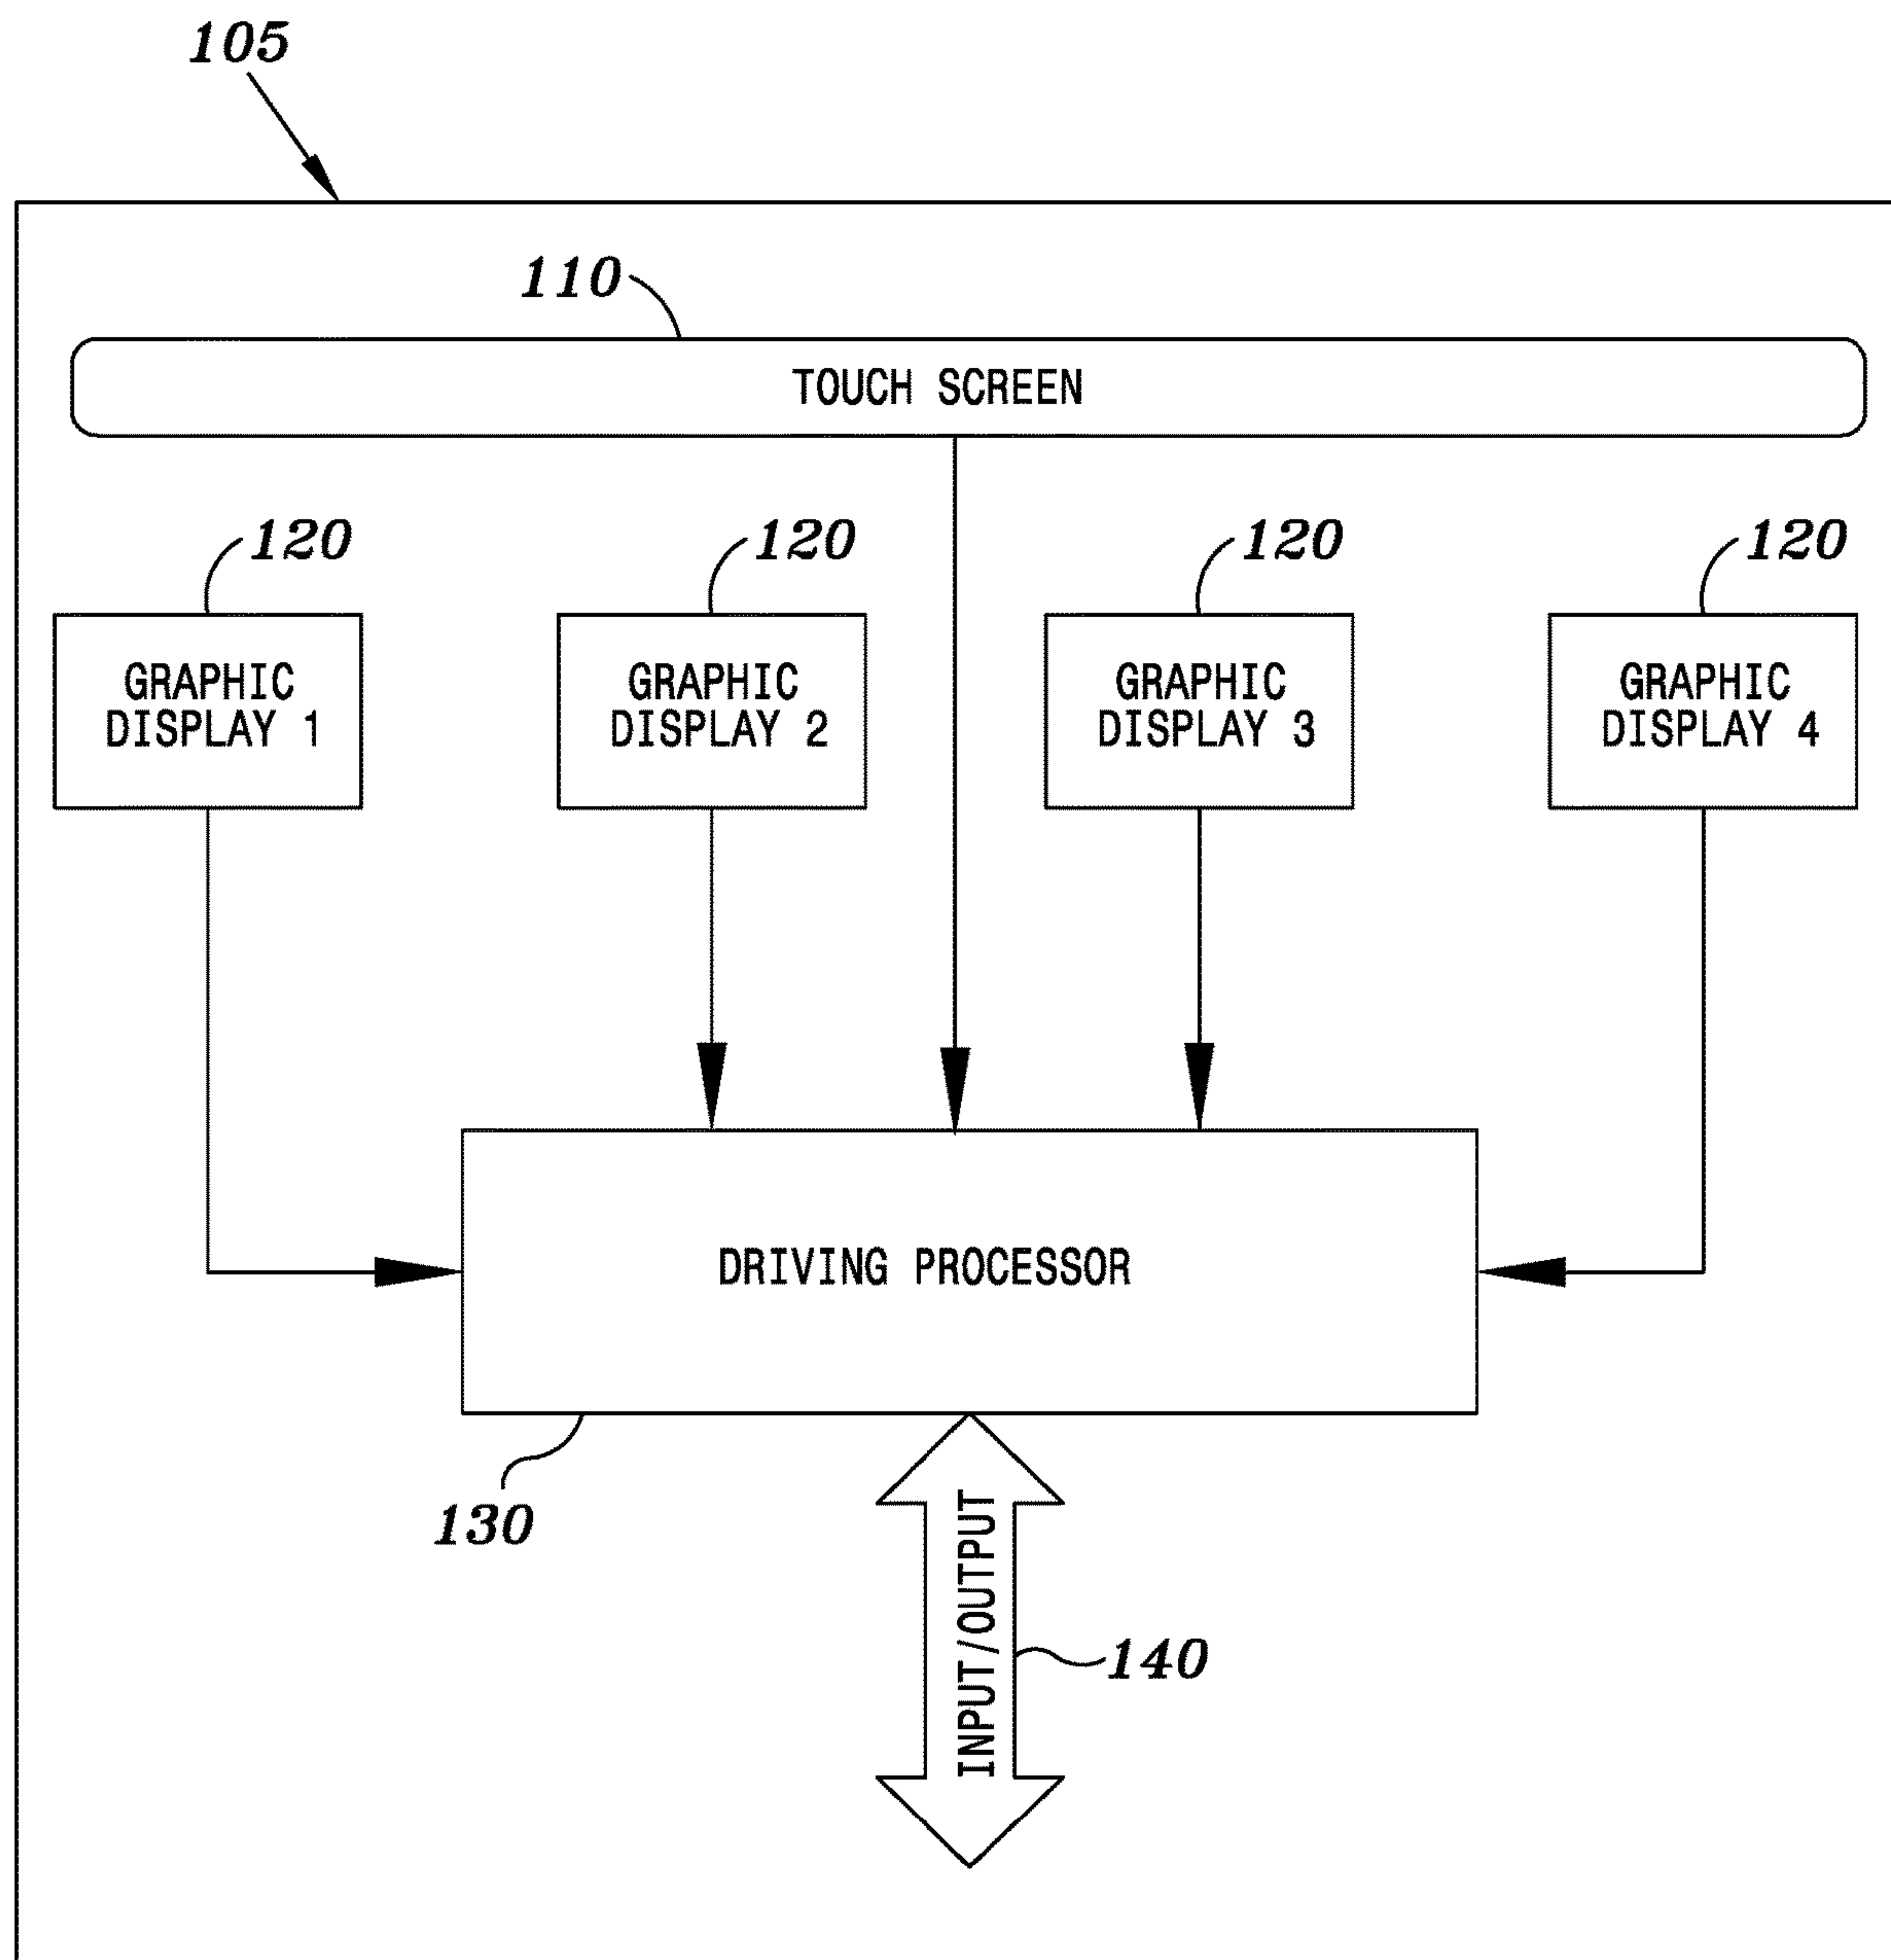 105
110
TOUCH SCREEN
120
120
120
120
GRAPHIC
DISPLAY 1
GRAPHIC
DISPLAY 2
GRAPHIC
DISPLAY 3
GRAPHIC
DISPLAY 4
DRIVING PROCESSOR
130
INPUT/OUTPUT
140